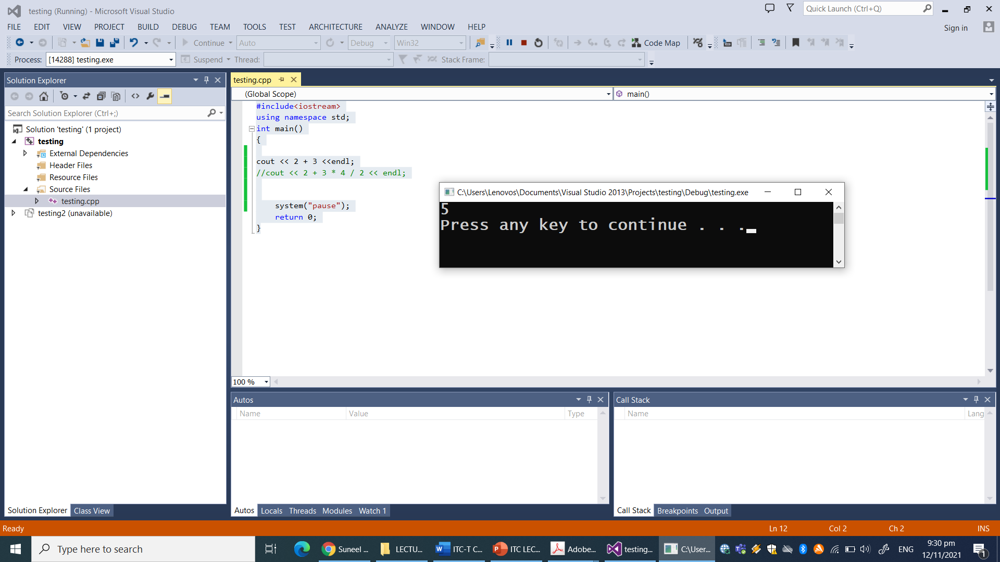 testing (Running) - Microsoft Visual Studio
Quick Launch (Ctrl+Q)
FILE EDIT VIEW PROJECT BUILD DEBUG TEAM TOOLS TEST ARCHITECTURE ANALYZE WINDOW HELP
Sign in
Continue Auto Debug Win32 Code Map
Process: [14288] testing.exe Suspend Thread: Stack Frame:
Solution Explorer
Search Solution Explorer (Ctrl+;)
Solution 'testing' (1 project)
testing
External Dependencies
Header Files
Resource Files
Source Files
testing.cpp
testing2 (unavailable)
Solution Explorer Class View
testing.cpp
(Global Scope) main()
#include<iostream>
using namespace std;
int main()
{
cout << 2 + 3 <<endl;
//cout << 2 + 3 * 4 / 2 << endl;
system("pause");
return 0;
}
C:\Users\Lenovos\Documents\Visual Studio 2013\Projects\testing\Debug\testing.exe
5
Press any key to continue . . .
100 %
Autos
Name Value Type
Autos Locals Threads Modules Watch 1
Call Stack
Name Lang
Call Stack Breakpoints Output
Ready Ln 12 Col 2 Ch 2 INS
Type here to search
Suneel ... LECTU... ITC-T C... ITC LEC... Adobe... testing... C:\User...
ENG
9:30 pm
12/11/2021
1